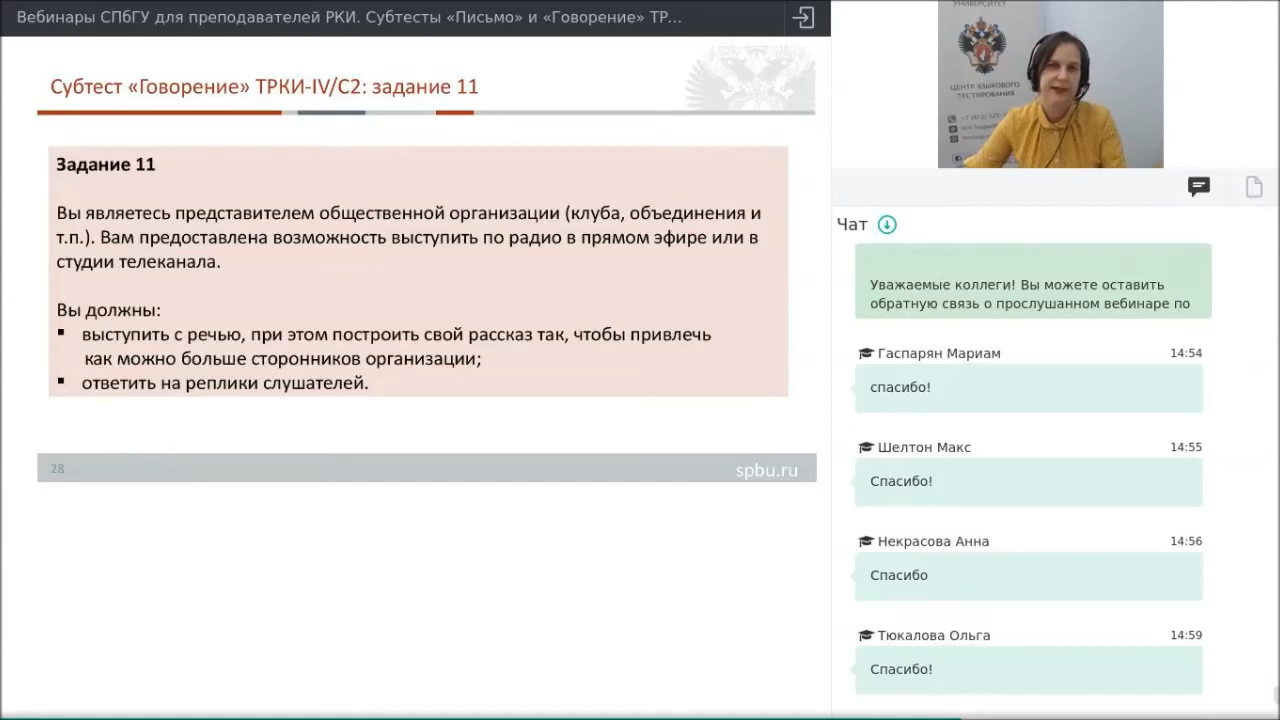 Вебинары СПбГУ для преподавателей РКИ. Субтесты «Письмо» и «Говорение» ТР...
Субтест «Говорение» ТРКИ-IV/С2: задание 11
Задание 11
Вы являетесь представителем общественной организации (клуба, объединения и
т.п.). Вам предоставлена возможность выступить по радио в прямом эфире или в
студии телеканала.
Вы должны:
▪ выступить с речью, при этом построить свой рассказ так, чтобы привлечь
как можно больше сторонников организации;
▪ ответить на реплики слушателей.
28
spbu.ru
УНИВЕРСИТЕТ
ЦЕНТР ЯЗЫКОВОГО
ТЕСТИРОВАНИЯ
Чат
Уважаемые коллеги! Вы можете оставить
обратную связь о прослушанном вебинаре по
Гаспарян Мариам 14:54
спасибо!
Шелтон Макс 14:55
Спасибо!
Некрасова Анна 14:56
Спасибо
Тюкалова Ольга 14:59
Спасибо!